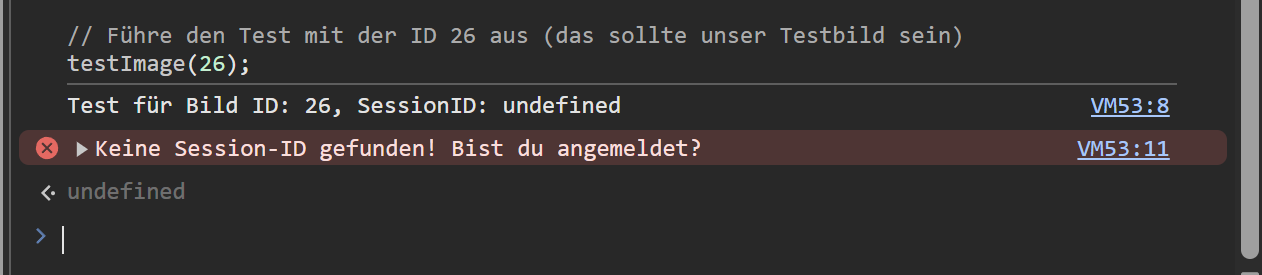 // Führe den Test mit der ID 26 aus (das sollte unser Testbild sein)
testImage(26);
Test für Bild ID: 26, SessionID: undefined VM53:8
Keine Session-ID gefunden! Bist du angemeldet? VM53:11
undefined